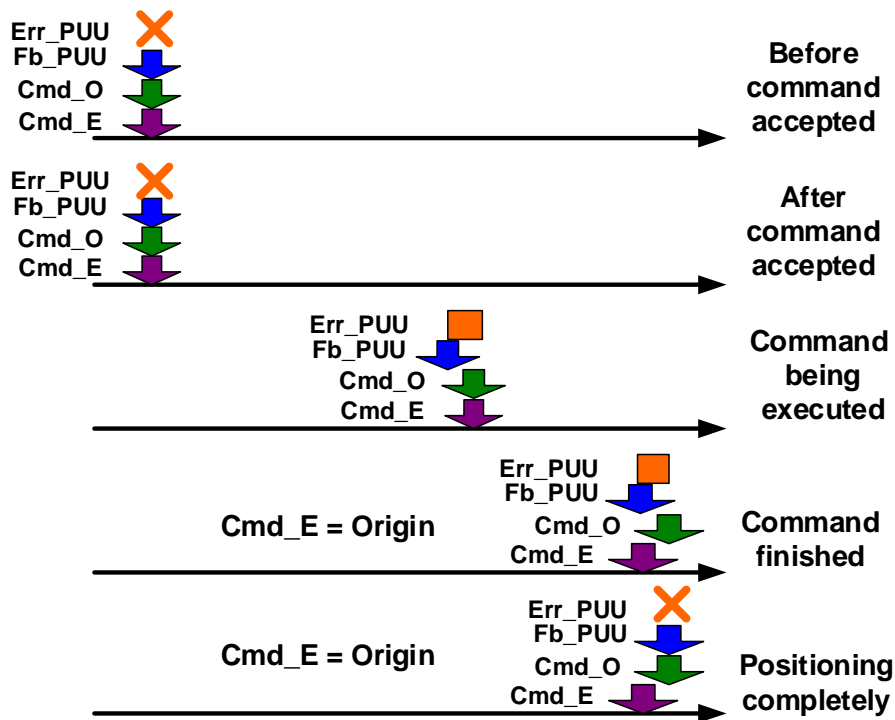 Err_PUU
Fb_PUU
Cmd_O
Cmd_E
Before
command
accepted
Err_PUU
Fb_PUU
Cmd_O
Cmd_E
After
command
accepted
Err_PUU
Fb_PUU
Cmd_O
Cmd_E
Command
being
executed
Err_PUU
Fb_PUU
Cmd_E = Origin
Cmd_O
Cmd_E
Command
finished
Err_PUU
Fb_PUU
Cmd_E = Origin
Cmd_O
Cmd_E
Positioning
completely